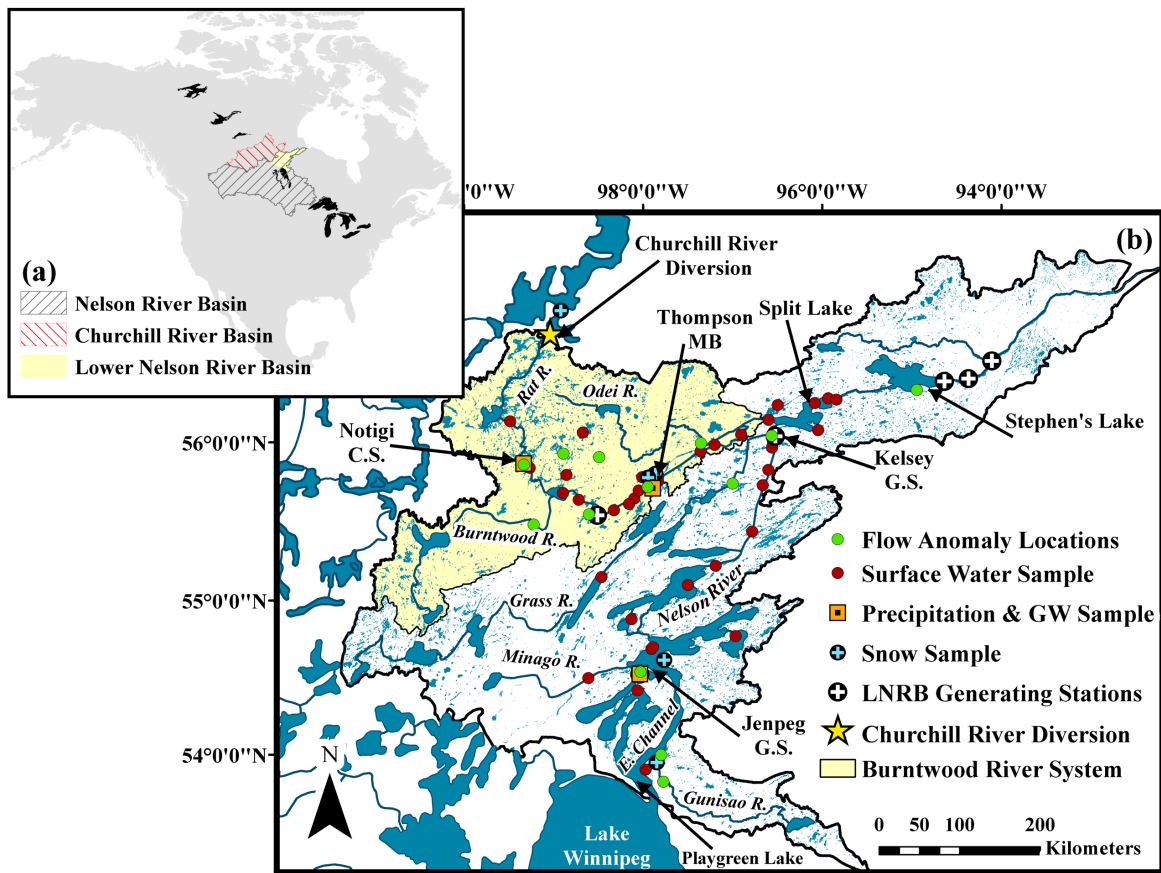 (a)
Nelson River Basin
Churchill River Basin
Lower Nelson River Basin
0°0'0"W
98°0'0"W
96°0'0"W
94°0'0"W
(b)
Churchill River
Diversion
Thompson
MB
Split Lake
Rat R.
Odei R.
Stephen's Lake
56°0'0"N
Notigi
C.S.
Kelsey
G.S.
Burntwood R.
55°0'0"N
Grass R.
Nelson River
Minago R.
Jenpeg
G.S.
E. Channel
54°0'0"N
Gunisao R.
N
Lake
Winnipeg
Playgreen Lake
Flow Anomaly Locations
Surface Water Sample
Precipitation & GW Sample
Snow Sample
LNRB Generating Stations
Churchill River Diversion
Burntwood River System
0 50 100 200
Kilometers